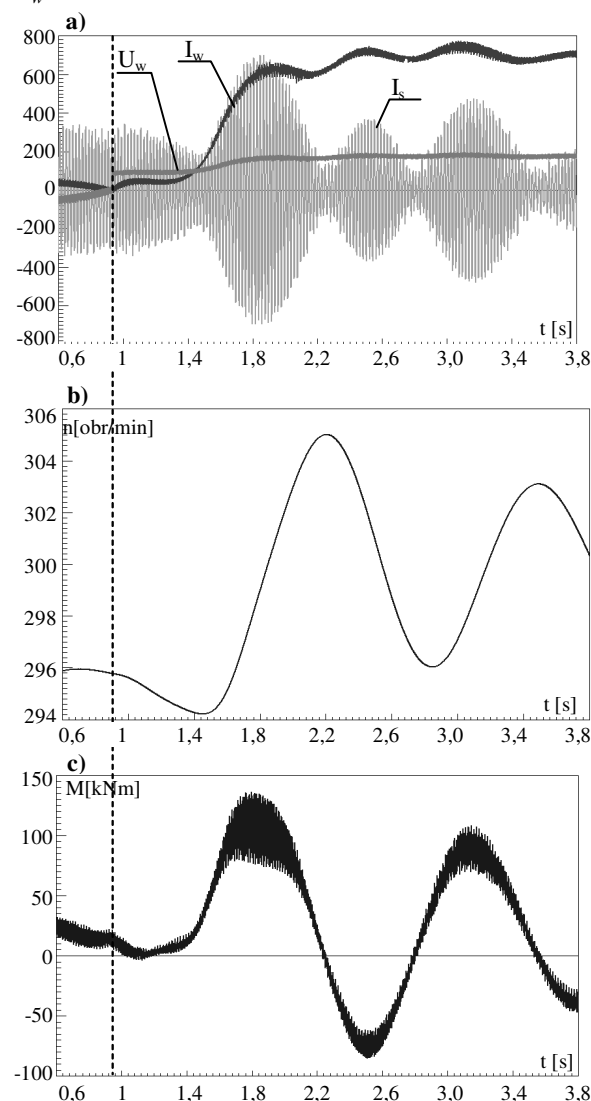 w
a)
800
600
400
200
0
-200
-400
-600
-800
U_w
I_w
I_s
t [s]
0,6 1 1,4 1,8 2,2 2,6 3,0 3,4 3,8
b)
306
304
302
300
298
296
294
n[obr/min]
t [s]
0,6 1 1,4 1,8 2,2 2,6 3,0 3,4 3,8
c)
150
100
50
0
-50
-100
M[kNm]
t [s]
0,6 1 1,4 1,8 2,2 2,6 3,0 3,4 3,8